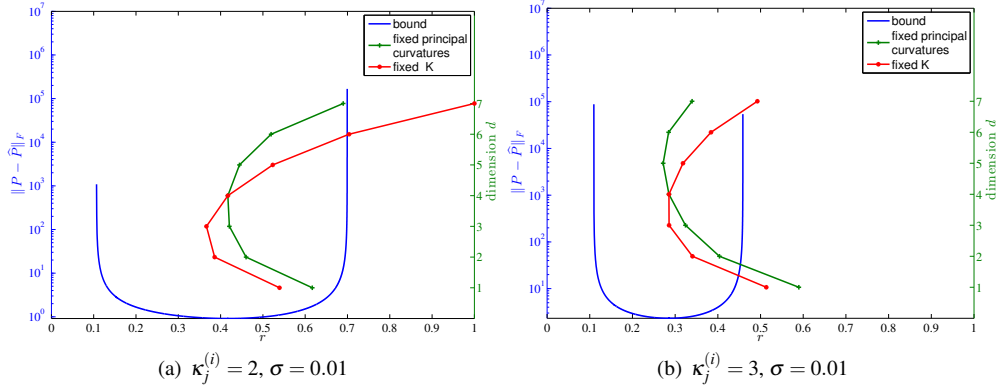 10^7
10^6
10^5
10^4
10^3
10^2
10^1
10^0
‖P − P̂‖_F
0 0.1 0.2 0.3 0.4 0.5 0.6 0.7 0.8 0.9 1
r
7
6
5
4
3
2
1
dimension d
bound
fixed principal
curvatures
fixed K
(a) κ_j^{(i)} = 2, σ = 0.01
10^7
10^6
10^5
10^4
10^3
10^2
10^1
‖P − P̂‖_F
0 0.1 0.2 0.3 0.4 0.5 0.6 0.7 0.8 0.9 1
r
7
6
5
4
3
2
1
dimension d
bound
fixed principal
curvatures
fixed K
(b) κ_j^{(i)} = 3, σ = 0.01